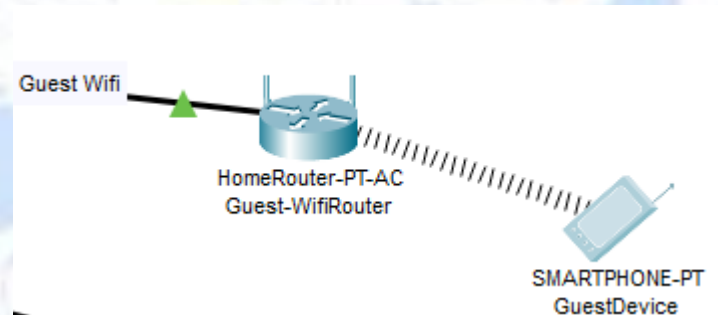 Guest Wifi
HomeRouter-PT-AC
Guest-WifiRouter
SMARTPHONE-PT
GuestDevice